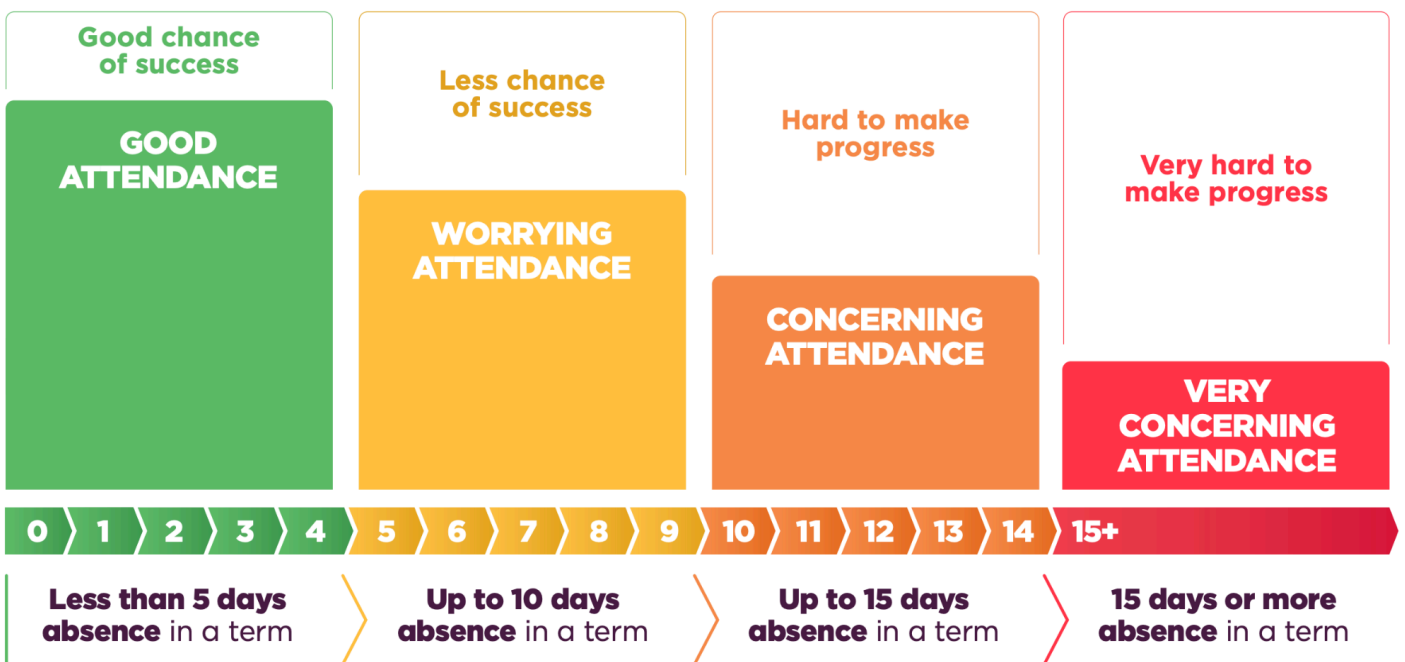 Good chance
of success
GOOD
ATTENDANCE
Less chance
of success
WORRYING
ATTENDANCE
Hard to make
progress
CONCERNING
ATTENDANCE
Very hard to
make progress
VERY
CONCERNING
ATTENDANCE
0 1 2 3 4 5 6 7 8 9 10 11 12 13 14 15+
Less than 5 days
absence in a term
Up to 10 days
absence in a term
Up to 15 days
absence in a term
15 days or more
absence in a term